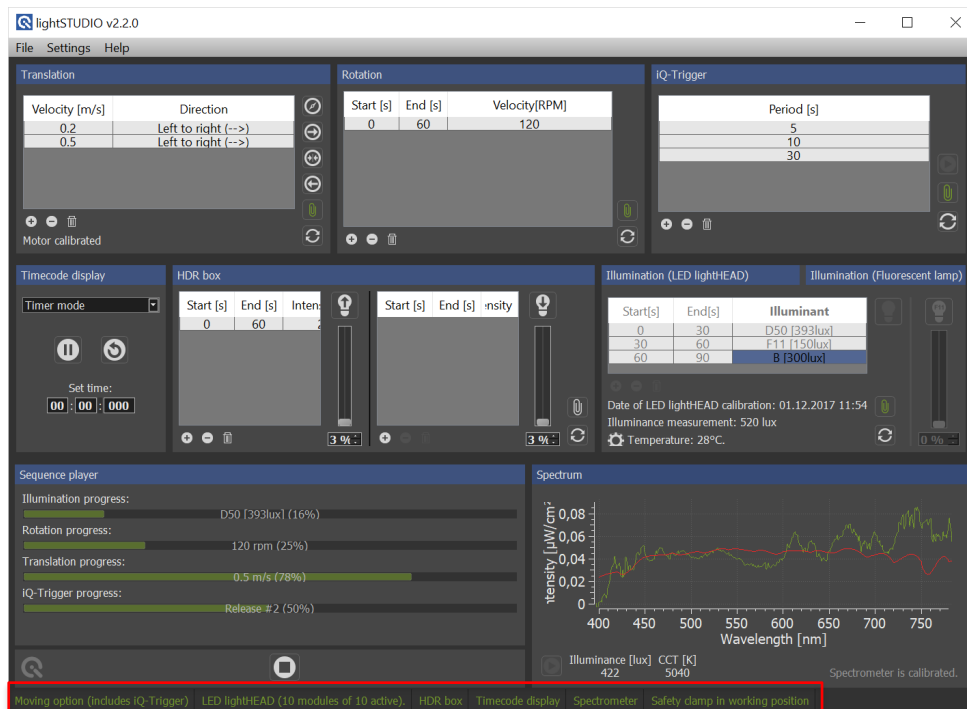 lightSTUDIO v2.2.0
File Settings Help
Translation
Velocity [m/s] Direction
0.2 Left to right (-->)
0.5 Left to right (-->)
Motor calibrated
Rotation
Start [s] End [s] Velocity[RPM]
0 60 120
iQ-Trigger
Period [s]
5
10
30
Timecode display
Timer mode
Set time:
00 : 00 : 000
HDR box
Start [s] End [s] Inten
0 60
3 %
Start [s] End [s] nsity
3 %
Illumination (LED lightHEAD)
Start[s] End[s] Illuminant
0 30 D50 [393lux]
30 60 F11 [150lux]
60 90 B [300lux]
Date of LED lightHEAD calibration: 01.12.2017 11:54
Illuminance measurement: 520 lux
Temperature: 28°C.
Illumination (Fluorescent lamp)
0 %
Sequence player
Illumination progress:
D50 [393lux] (16%)
Rotation progress:
120 rpm (25%)
Translation progress:
0.5 m/s (78%)
iQ-Trigger progress:
Release #2 (50%)
Spectrum
ntensity [µW/cm²
0,08
0,06
0,04
0,02
0
400 450 500 550 600 650 700 750
Wavelength [nm]
Illuminance [lux] CCT [K]
422 5040
Spectrometer is calibrated.
Moving option (includes iQ-Trigger) LED lightHEAD (10 modules of 10 active). HDR box Timecode display Spectrometer Safety clamp in working position